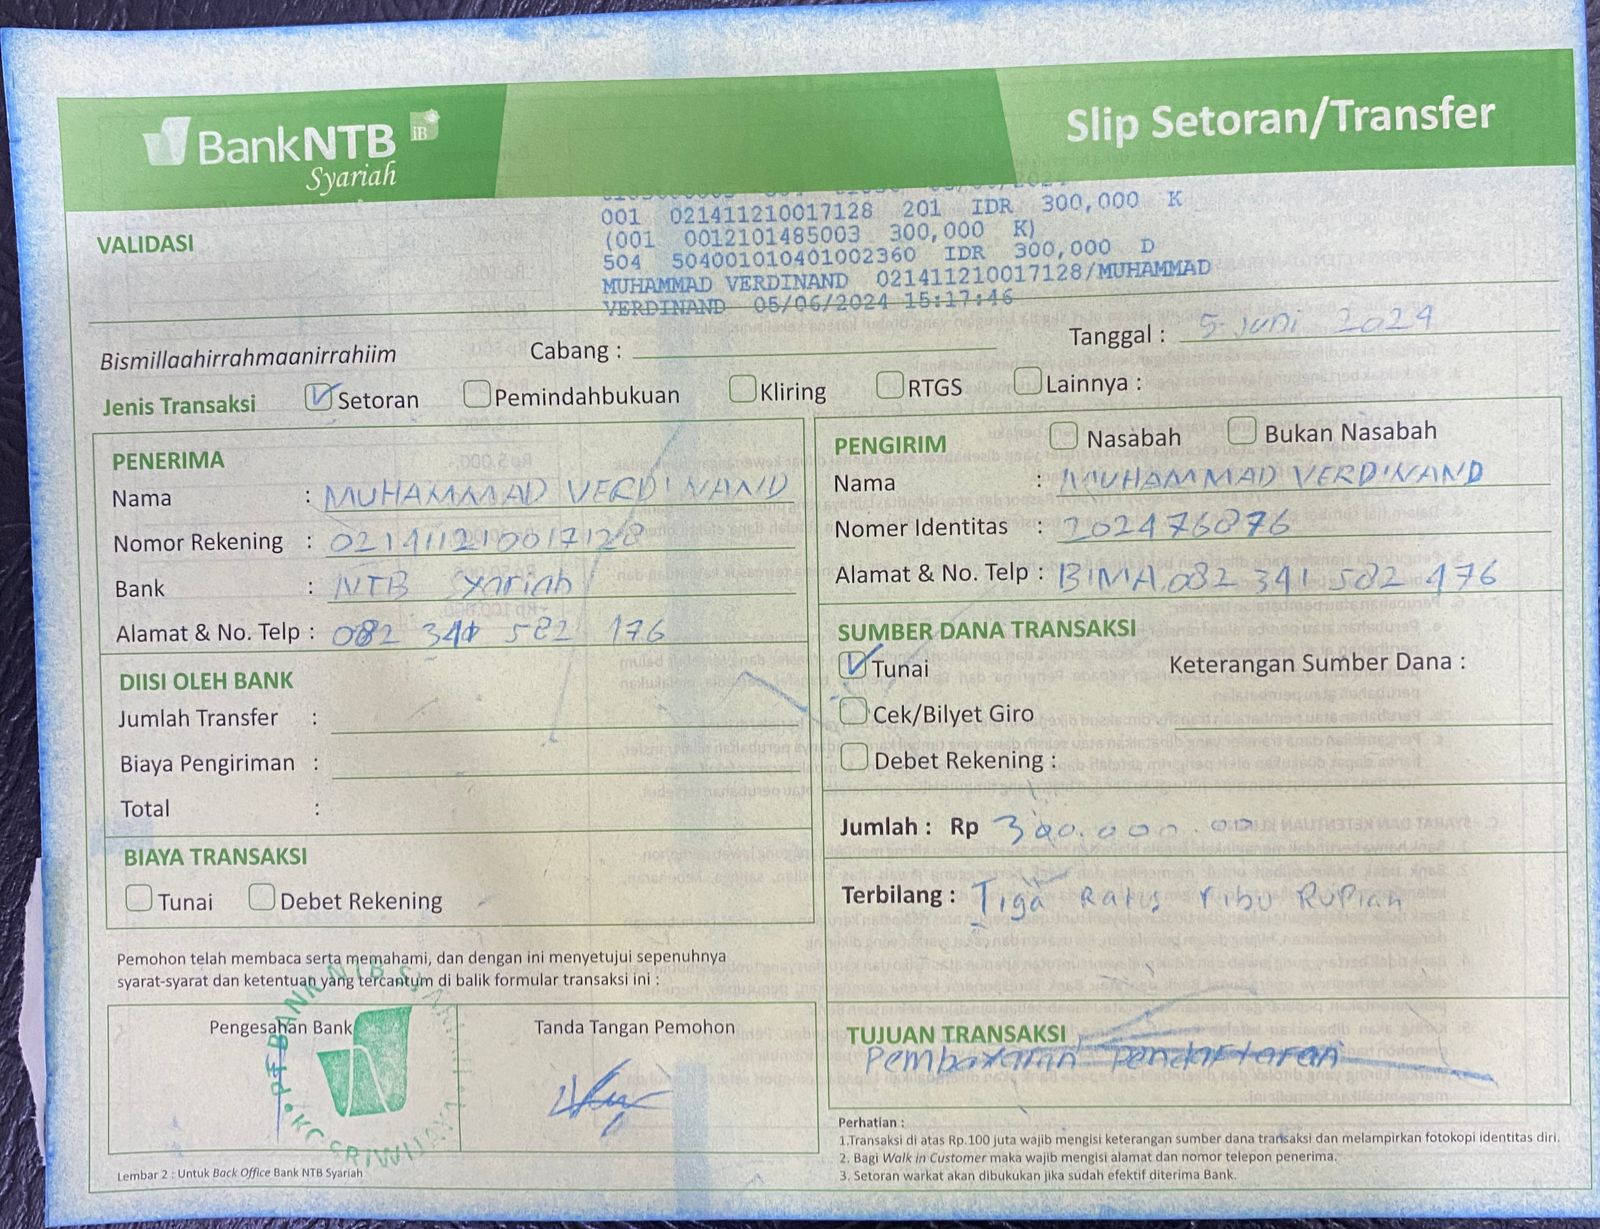 BankNTB iB
Syariah
Slip Setoran/Transfer
VALIDASI
001 021411210017128 201 IDR 300,000 K
(001 0012101485003 300,000 K)
504 504001010401002360 IDR 300,000 D
MUHAMMAD VERDINAND 021411210017128/MUHAMMAD
VERDINAND 05/06/2024 15:17:46
Bismillaahirrahmaanirrahiim
Cabang :
Tanggal : 5 juni 2024
Jenis Transaksi Setoran Pemindahbukuan Kliring RTGS Lainnya :
PENERIMA
Nama : MUHAMMAD VERDINAND
Nomor Rekening : 021411210017128
Bank : NTB Syariah
Alamat & No. Telp : 082 341 582 176
DIISI OLEH BANK
Jumlah Transfer :
Biaya Pengiriman :
Total :
BIAYA TRANSAKSI
Tunai Debet Rekening
PENGIRIM Nasabah Bukan Nasabah
Nama : MUHAMMAD VERDINAND
Nomer Identitas : 202476876
Alamat & No. Telp : BIMA.082 341 582 476
SUMBER DANA TRANSAKSI
Tunai Keterangan Sumber Dana :
Cek/Bilyet Giro
Debet Rekening :
Jumlah : Rp 300.000.00
Terbilang : Tiga Ratus ribu Rupiah
Pemohon telah membaca serta memahami, dan dengan ini menyetujui sepenuhnya
syarat-syarat dan ketentuan yang tercantum di balik formular transaksi ini :
Pengesahan Bank
Tanda Tangan Pemohon
TUJUAN TRANSAKSI
Pembayaran Pendaftaran
Lembar 2 : Untuk Back Office Bank NTB Syariah
Perhatian :
1.Transaksi di atas Rp.100 juta wajib mengisi keterangan sumber dana transaksi dan melampirkan fotokopi identitas diri.
2. Bagi Walk in Customer maka wajib mengisi alamat dan nomor telepon penerima.
3. Setoran warkat akan dibukukan jika sudah efektif diterima Bank.